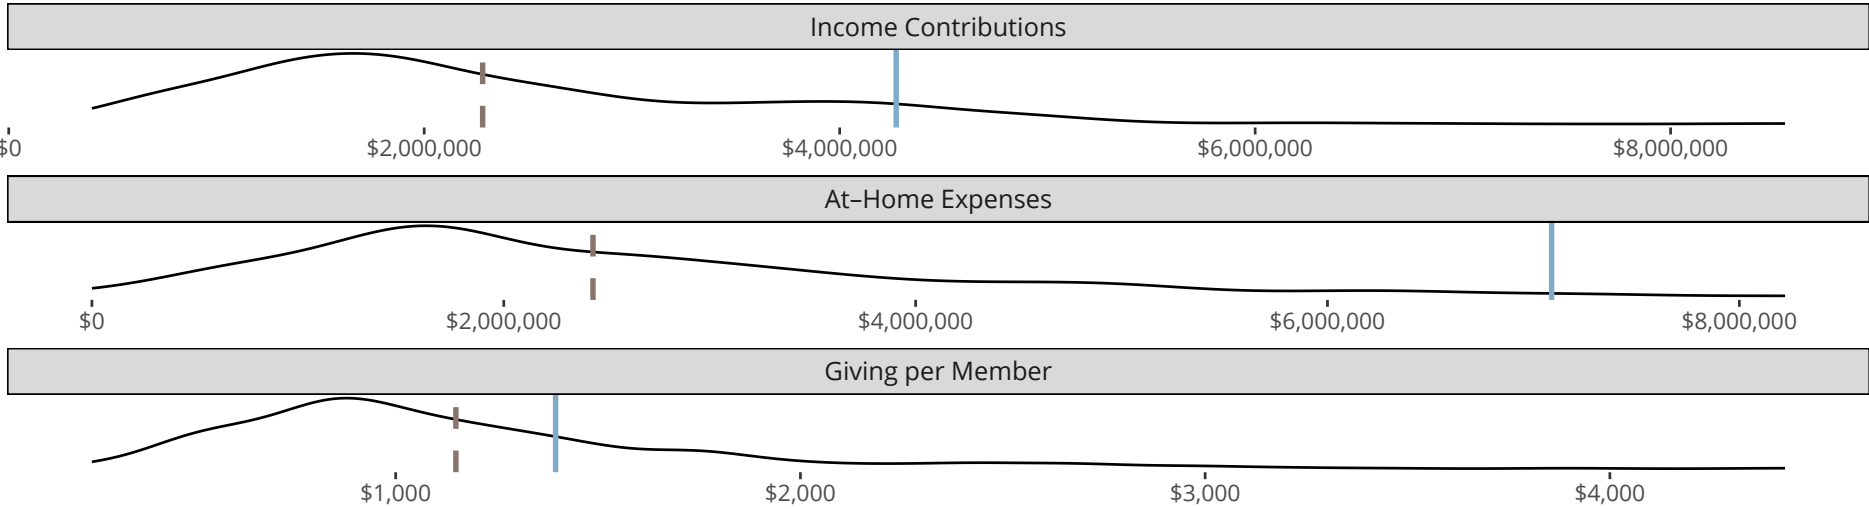 Income Contributions
$0 $2,000,000 $4,000,000 $6,000,000 $8,000,000
At–Home Expenses
$0 $2,000,000 $4,000,000 $6,000,000 $8,000,000
Giving per Member
$1,000 $2,000 $3,000 $4,000